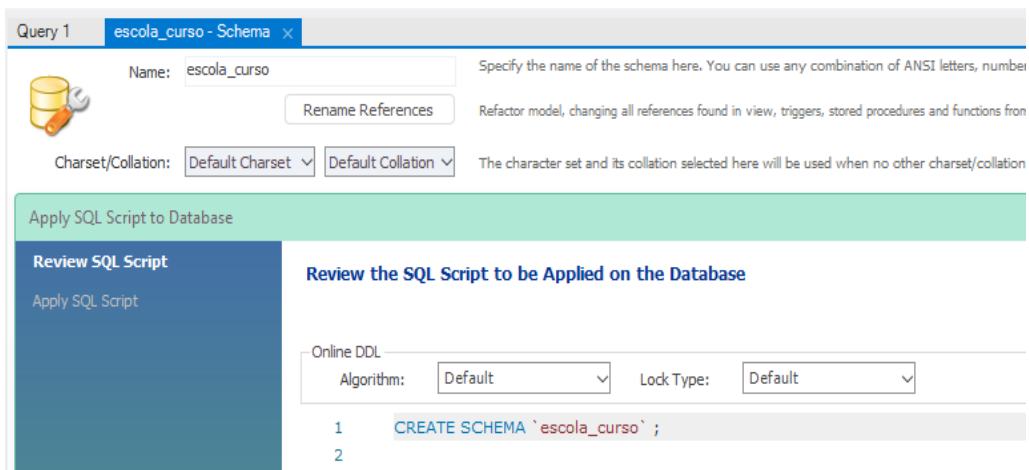 Query 1 escola_curso - Schema ×
Name: escola_curso Specify the name of the schema here. You can use any combination of ANSI letters, number
Rename References Refactor model, changing all references found in view, triggers, stored procedures and functions from
Charset/Collation: Default Charset Default Collation The character set and its collation selected here will be used when no other charset/collation
Apply SQL Script to Database
Review SQL Script
Review the SQL Script to be Applied on the Database
Apply SQL Script
Online DDL
Algorithm: Default Lock Type: Default
1 CREATE SCHEMA `escola_curso` ;
2